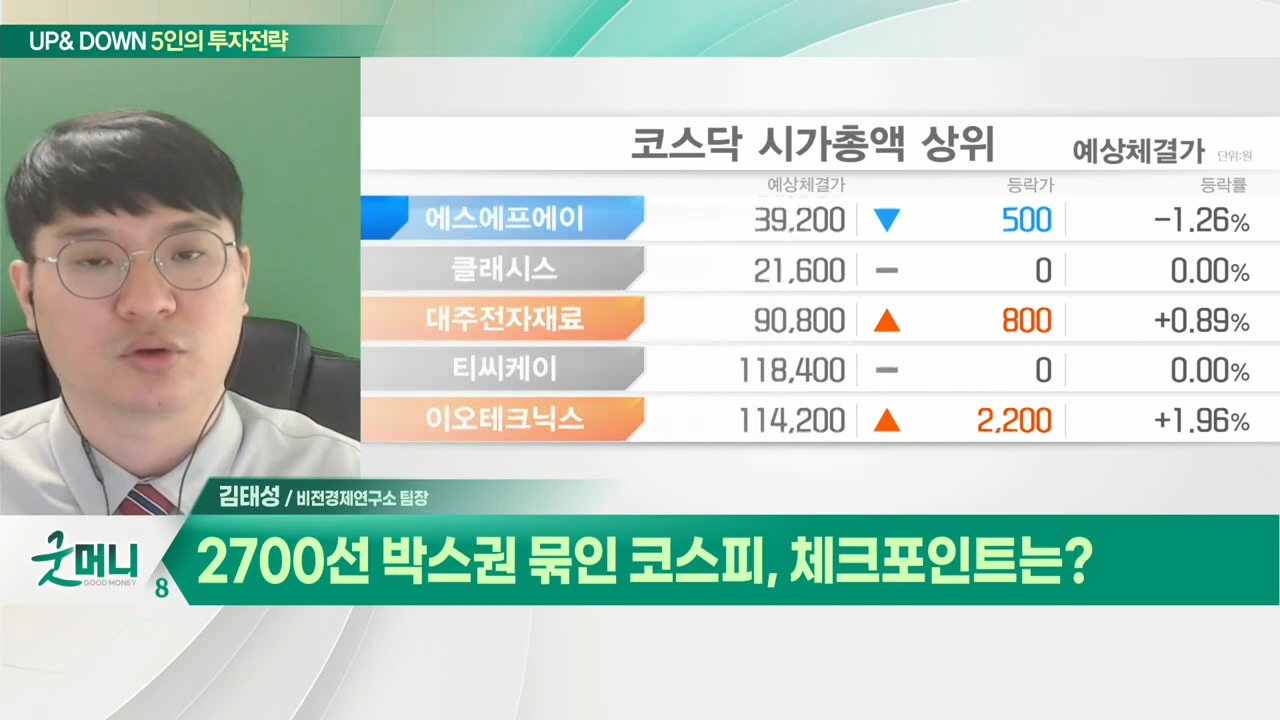 UP& DOWN 5인의 투자전략
코스닥 시가총액 상위 예상체결가 단위:원
예상체결가 등락가 등락률
에스에프에이 39,200 ▼ 500 -1.26%
클래시스 21,600 - 0 0.00%
대주전자재료 90,800 ▲ 800 +0.89%
티씨케이 118,400 - 0 0.00%
이오테크닉스 114,200 ▲ 2,200 +1.96%
김태성 / 비전경제연구소 팀장
굿머니 GOOD MONEY 8
2700선 박스권 묶인 코스피, 체크포인트는?